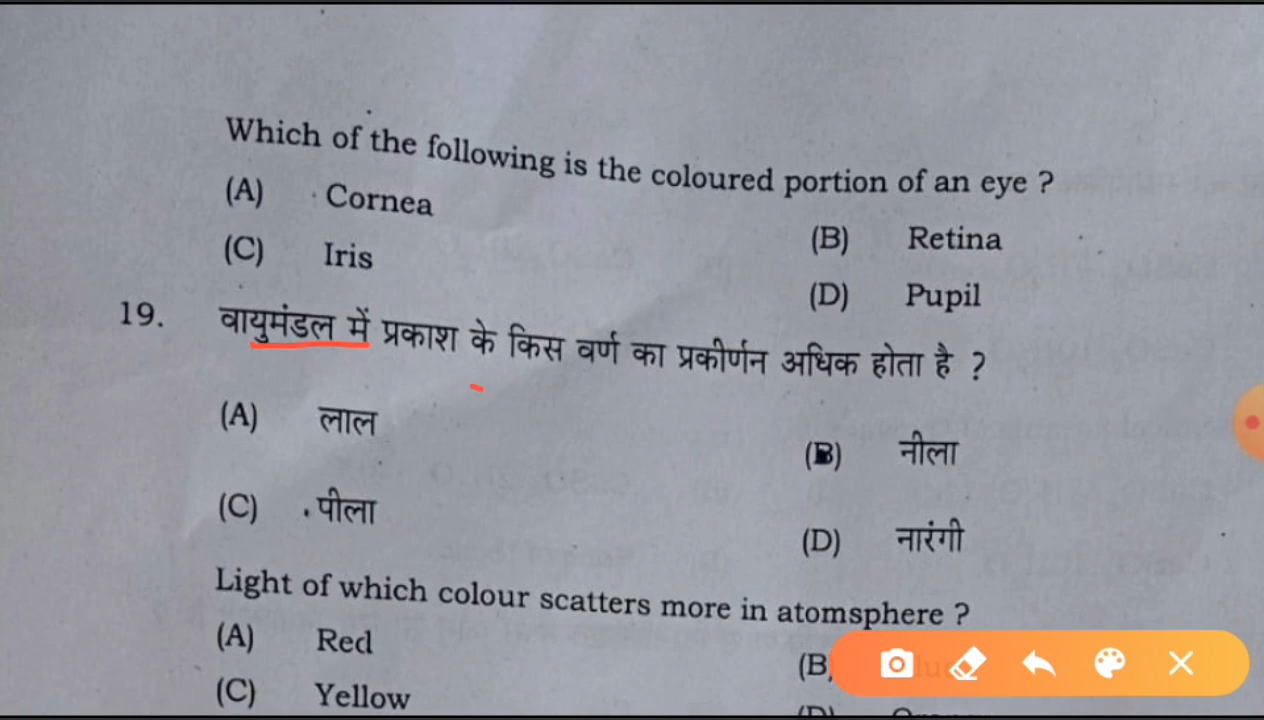 Which of the following is the coloured portion of an eye ?
(A) Cornea
(B) Retina
(C) Iris
(D) Pupil
19. वायुमंडल में प्रकाश के किस वर्ण का प्रकीर्णन अधिक होता है ?
(A) लाल
(B) नीला
(C) पीला
(D) नारंगी
Light of which colour scatters more in atomsphere ?
(A) Red
(B)
(C) Yellow
(D)